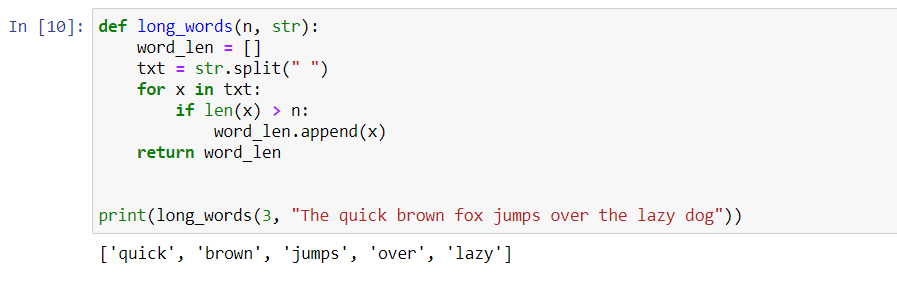 In [10]: def long_words(n, str):
    word_len = []
    txt = str.split(" ")
    for x in txt:
        if len(x) > n:
            word_len.append(x)
    return word_len
print(long_words(3, "The quick brown fox jumps over the lazy dog"))
['quick', 'brown', 'jumps', 'over', 'lazy']